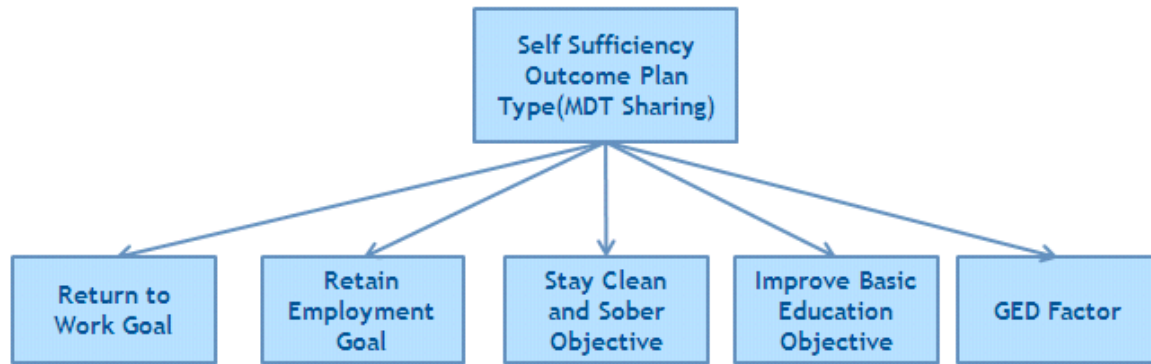 Self Sufficiency
Outcome Plan
Type(MDT Sharing)
Return to
Work Goal
Retain
Employment
Goal
Stay Clean
and Sober
Objective
Improve Basic
Education
Objective
GED Factor